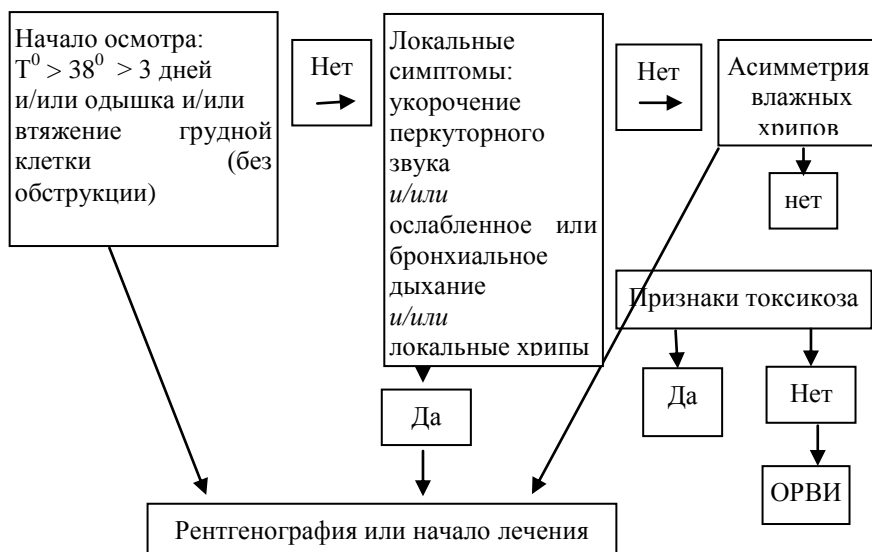 Начало осмотра:
T⁰ > 38⁰ > 3 дней
и/или одышка и/или
втяжение грудной
клетки (без
обструкции)
Нет
Локальные
симптомы:
укорочение
перкуторного
звука
и/или
ослабленное или
бронхиальное
дыхание
и/или
локальные хрипы
Нет
Асимметрия
влажных
хрипов
нет
Признаки токсикоза
Да
Да
Нет
ОРВИ
Рентгенография или начало лечения